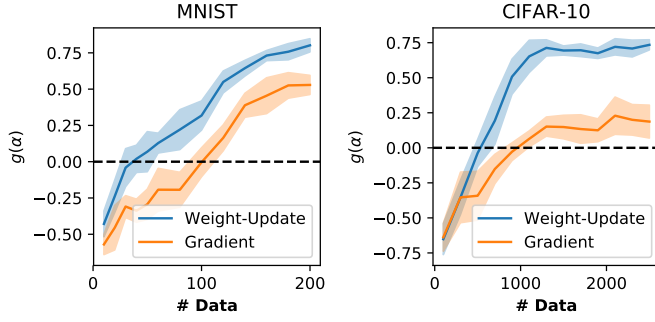 MNIST
g(α)
0.75
0.50
0.25
0.00
−0.25
−0.50
Weight-Update
Gradient
0
100
200
# Data
CIFAR-10
g(α)
0.75
0.50
0.25
0.00
−0.25
−0.50
−0.75
Weight-Update
Gradient
0
1000
2000
# Data